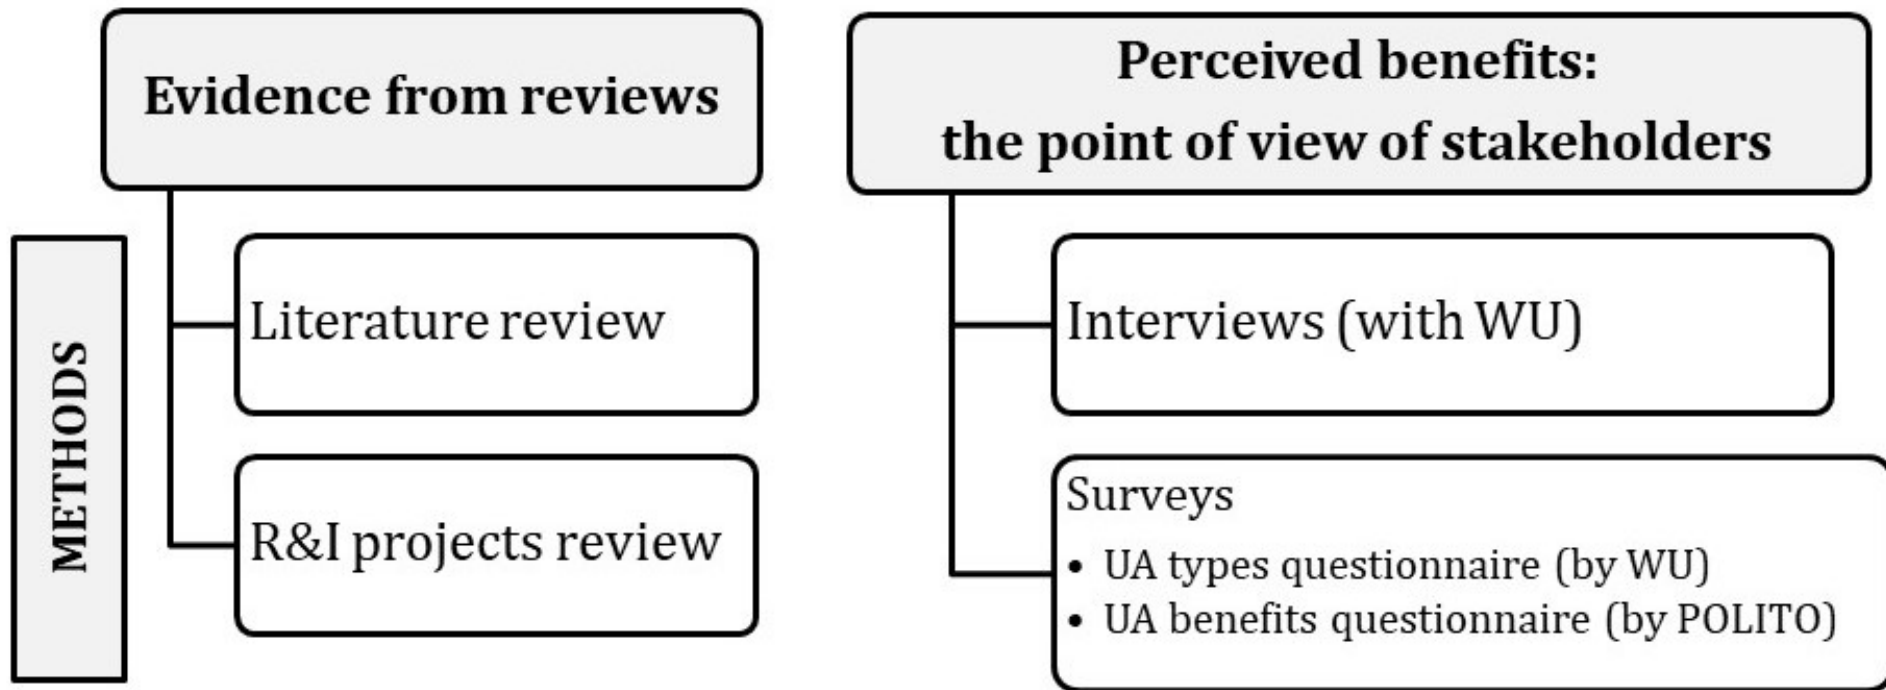 Evidence from reviews
Perceived benefits:
the point of view of stakeholders
METHODS
Literature review
R&I projects review
Interviews (with WU)
Surveys
• UA types questionnaire (by WU)
• UA benefits questionnaire (by POLITO)